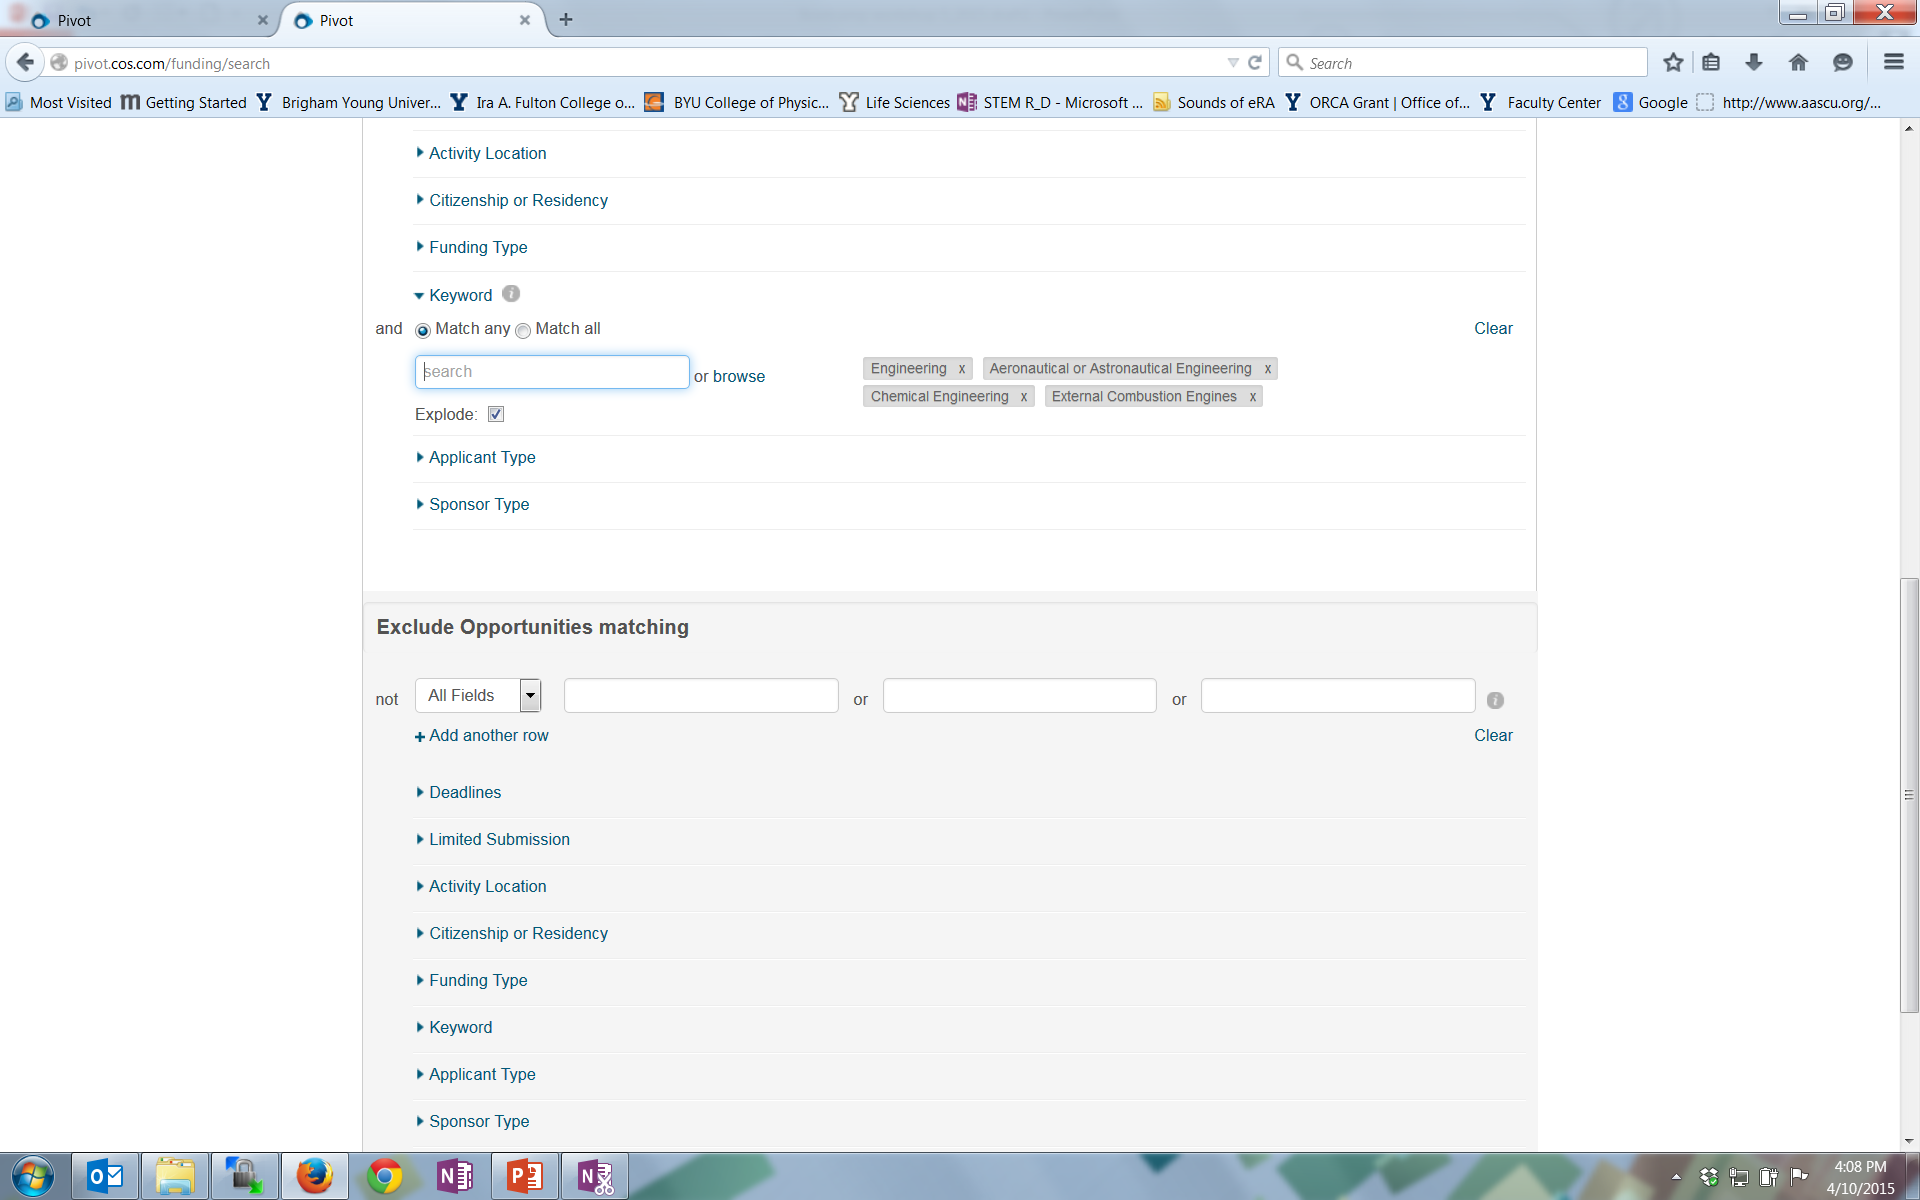 Pivot
Pivot
pivot.cos.com/funding/search
Search
Most Visited Getting Started Brigham Young Univer... Ira A. Fulton College o... BYU College of Physic... Life Sciences STEM R_D - Microsoft ... Sounds of eRA ORCA Grant | Office of... Faculty Center Google http://www.aascu.org/...
Activity Location
Citizenship or Residency
Funding Type
Keyword
and Match any Match all Clear
search or browse
Engineering x Aeronautical or Astronautical Engineering x
Chemical Engineering x External Combustion Engines x
Explode:
Applicant Type
Sponsor Type
Exclude Opportunities matching
not All Fields or or
Add another row Clear
Deadlines
Limited Submission
Activity Location
Citizenship or Residency
Funding Type
Keyword
Applicant Type
Sponsor Type
4:08 PM
4/10/2015